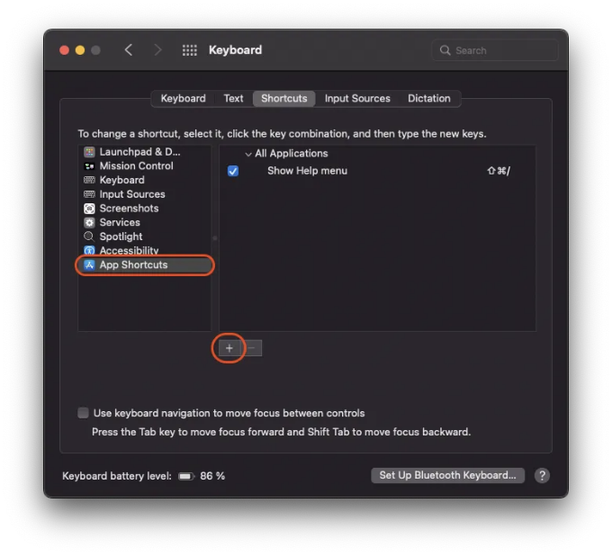 Keyboard
Search
Keyboard Text Shortcuts Input Sources Dictation
To change a shortcut, select it, click the key combination, and then type the new keys.
Launchpad & D...
Mission Control
Keyboard
Input Sources
Screenshots
Services
Spotlight
Accessibility
App Shortcuts
All Applications
Show Help menu ⇧⌘/
+ −
Use keyboard navigation to move focus between controls
Press the Tab key to move focus forward and Shift Tab to move focus backward.
Keyboard battery level: 86 %
Set Up Bluetooth Keyboard... ?